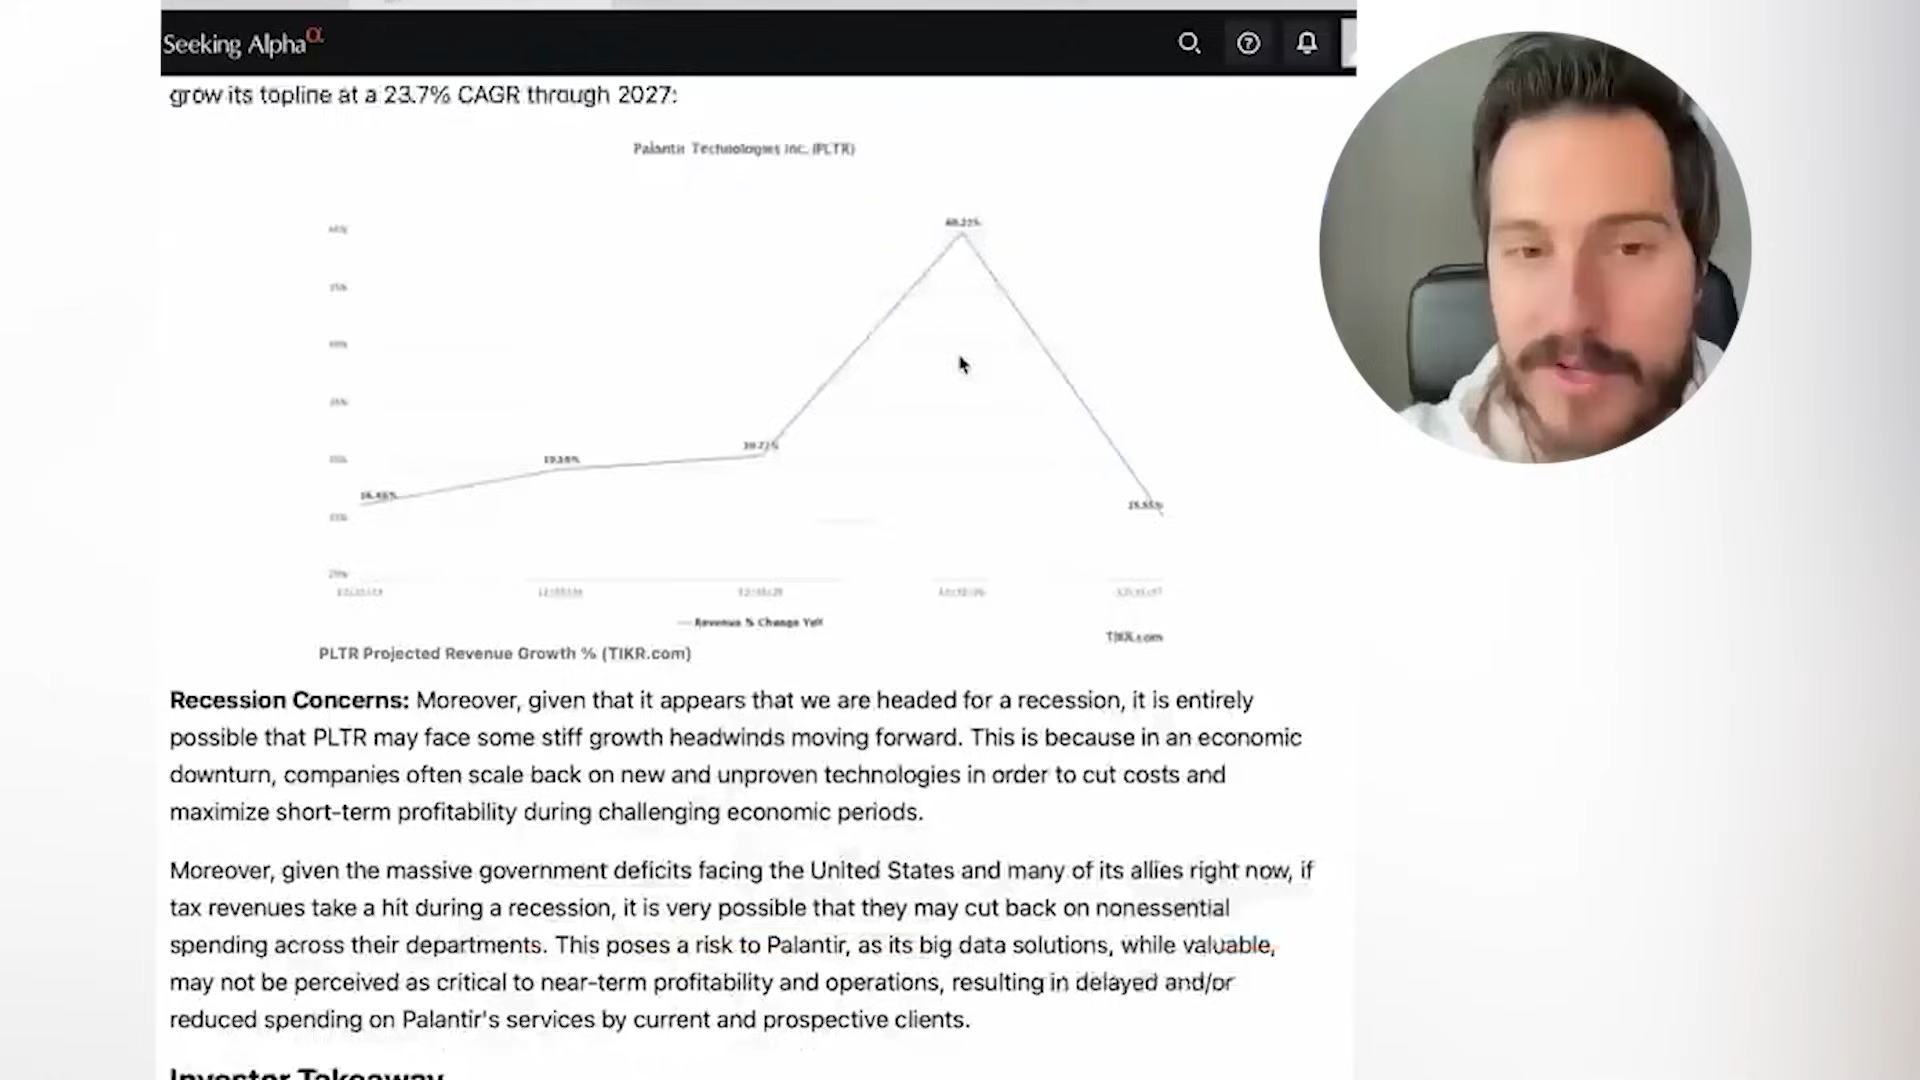 Seeking Alphaα
grow its topline at a 23.7% CAGR through 2027:
Palantir Technologies Inc. (PLTR)
Revenue % Change YoY
TIKR.com
PLTR Projected Revenue Growth % (TIKR.com)
Recession Concerns: Moreover, given that it appears that we are headed for a recession, it is entirely
possible that PLTR may face some stiff growth headwinds moving forward. This is because in an economic
downturn, companies often scale back on new and unproven technologies in order to cut costs and
maximize short-term profitability during challenging economic periods.
Moreover, given the massive government deficits facing the United States and many of its allies right now, if
tax revenues take a hit during a recession, it is very possible that they may cut back on nonessential
spending across their departments. This poses a risk to Palantir, as its big data solutions, while valuable,
may not be perceived as critical to near-term profitability and operations, resulting in delayed and/or
reduced spending on Palantir's services by current and prospective clients.
Investor Takeaway